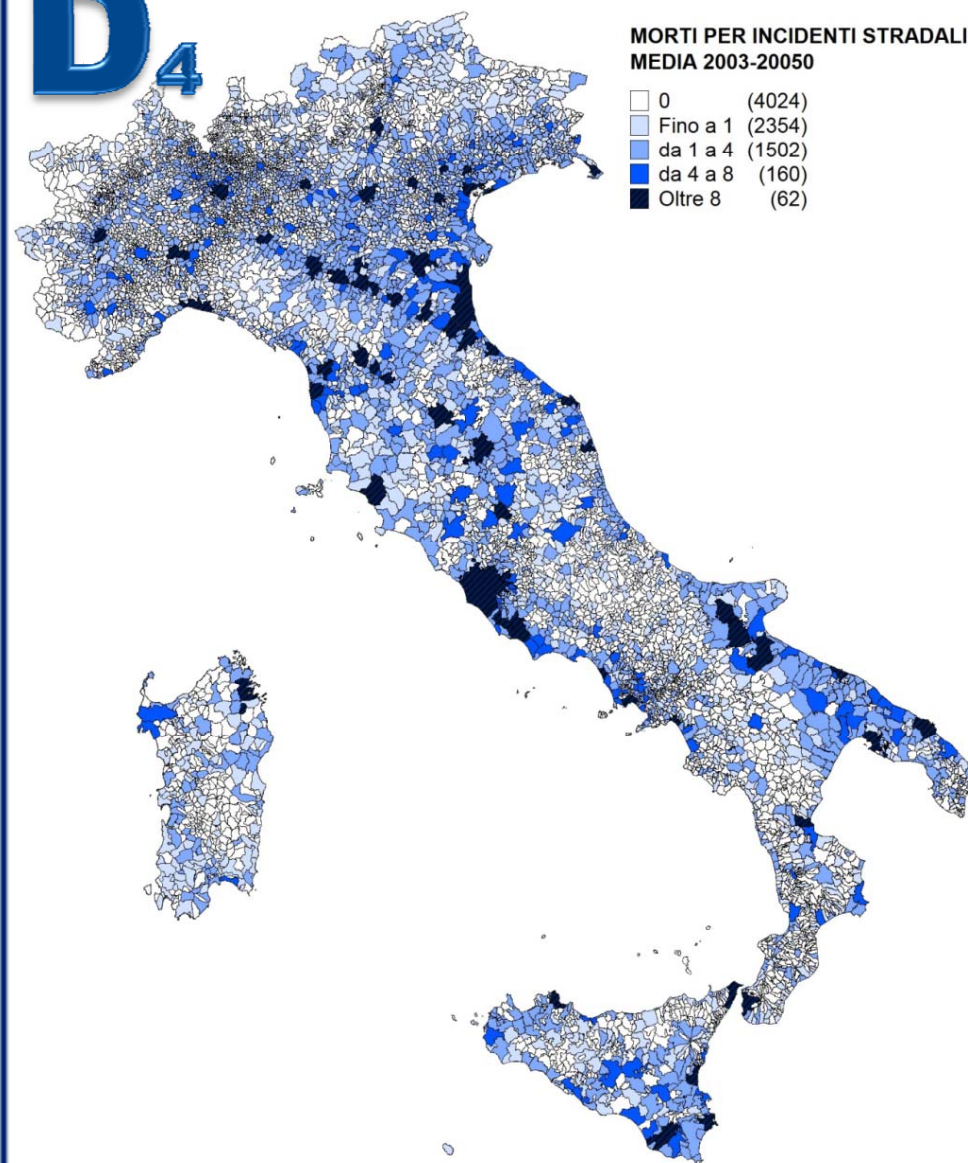 D4
MORTI PER INCIDENTI STRADALI
MEDIA 2003-20050
0 (4024)
Fino a 1 (2354)
da 1 a 4 (1502)
da 4 a 8 (160)
Oltre 8 (62)